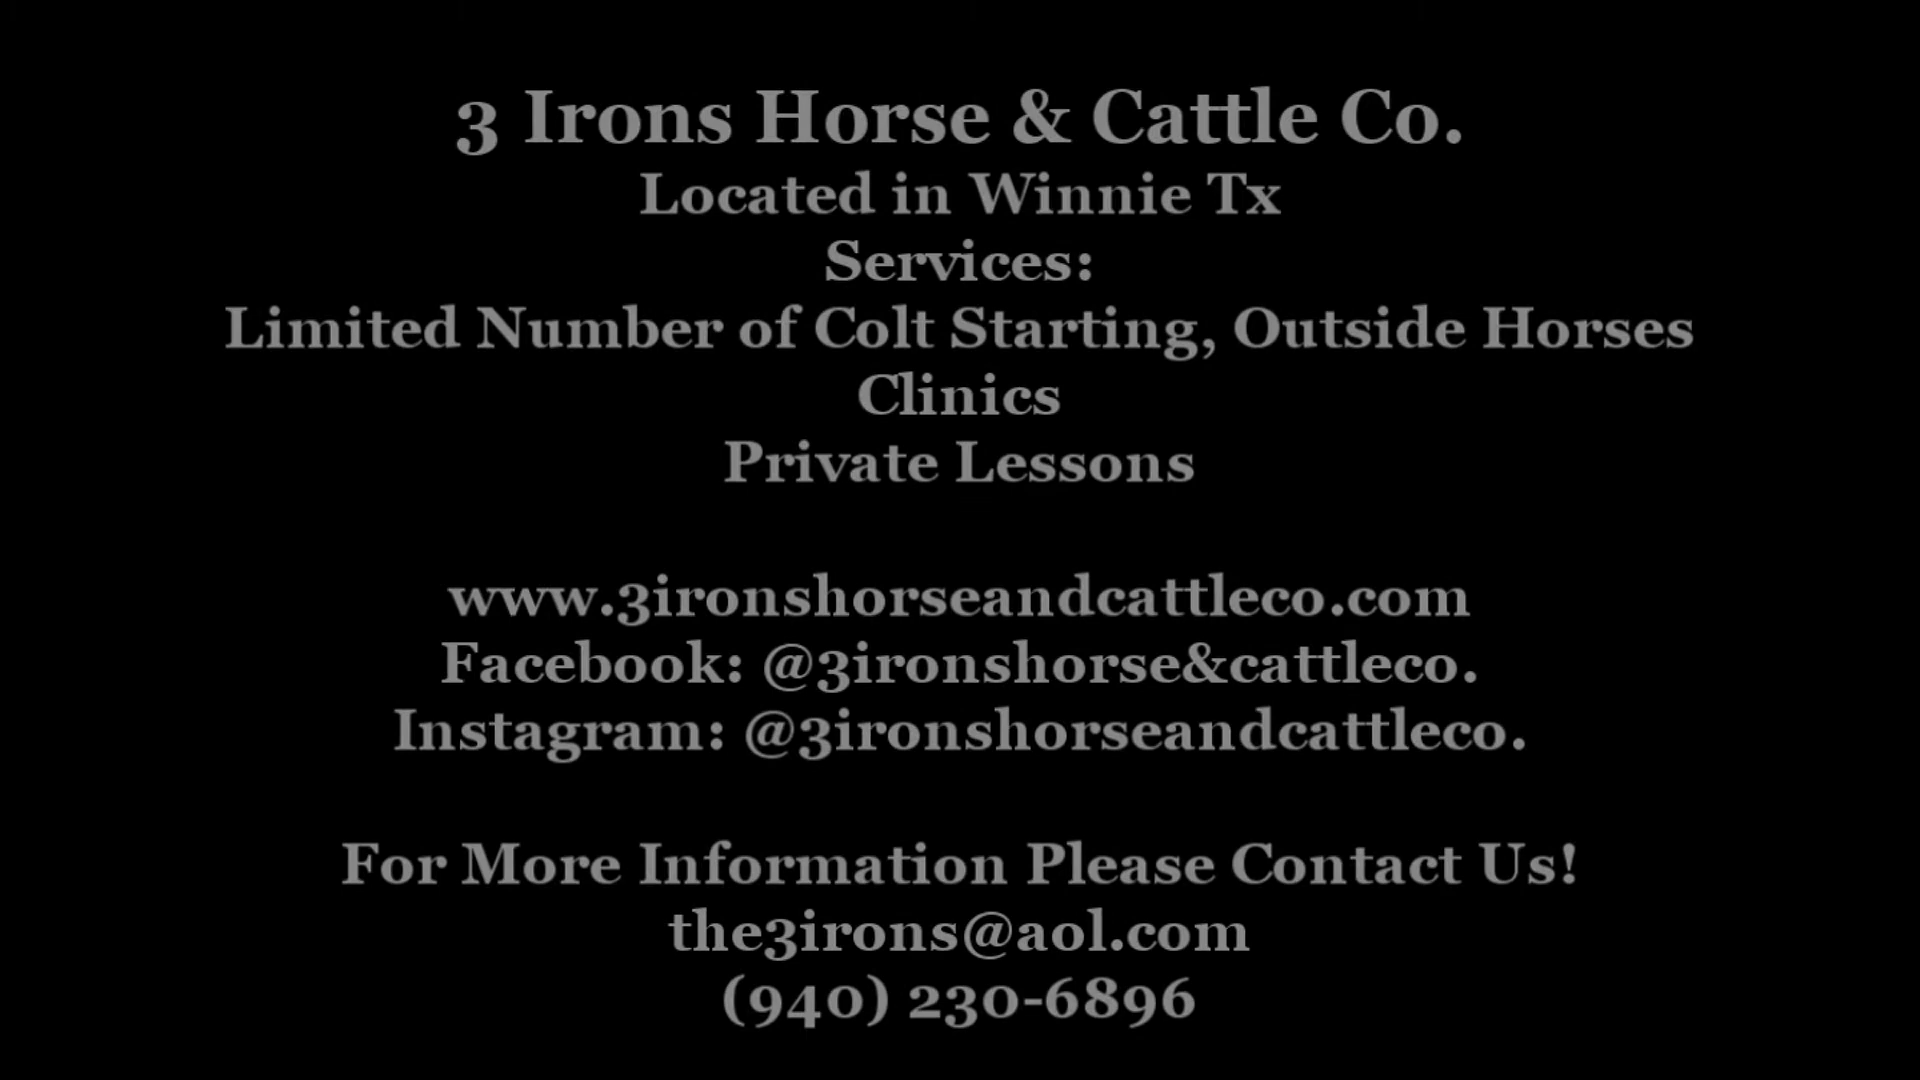 3 Irons Horse & Cattle Co.
Located in Winnie Tx
Services:
Limited Number of Colt Starting, Outside Horses
Clinics
Private Lessons
www.3ironshorseandcattleco.com
Facebook: @3ironshorse&cattleco.
Instagram: @3ironshorseandcattleco.
For More Information Please Contact Us!
the3irons@aol.com
(940) 230-6896